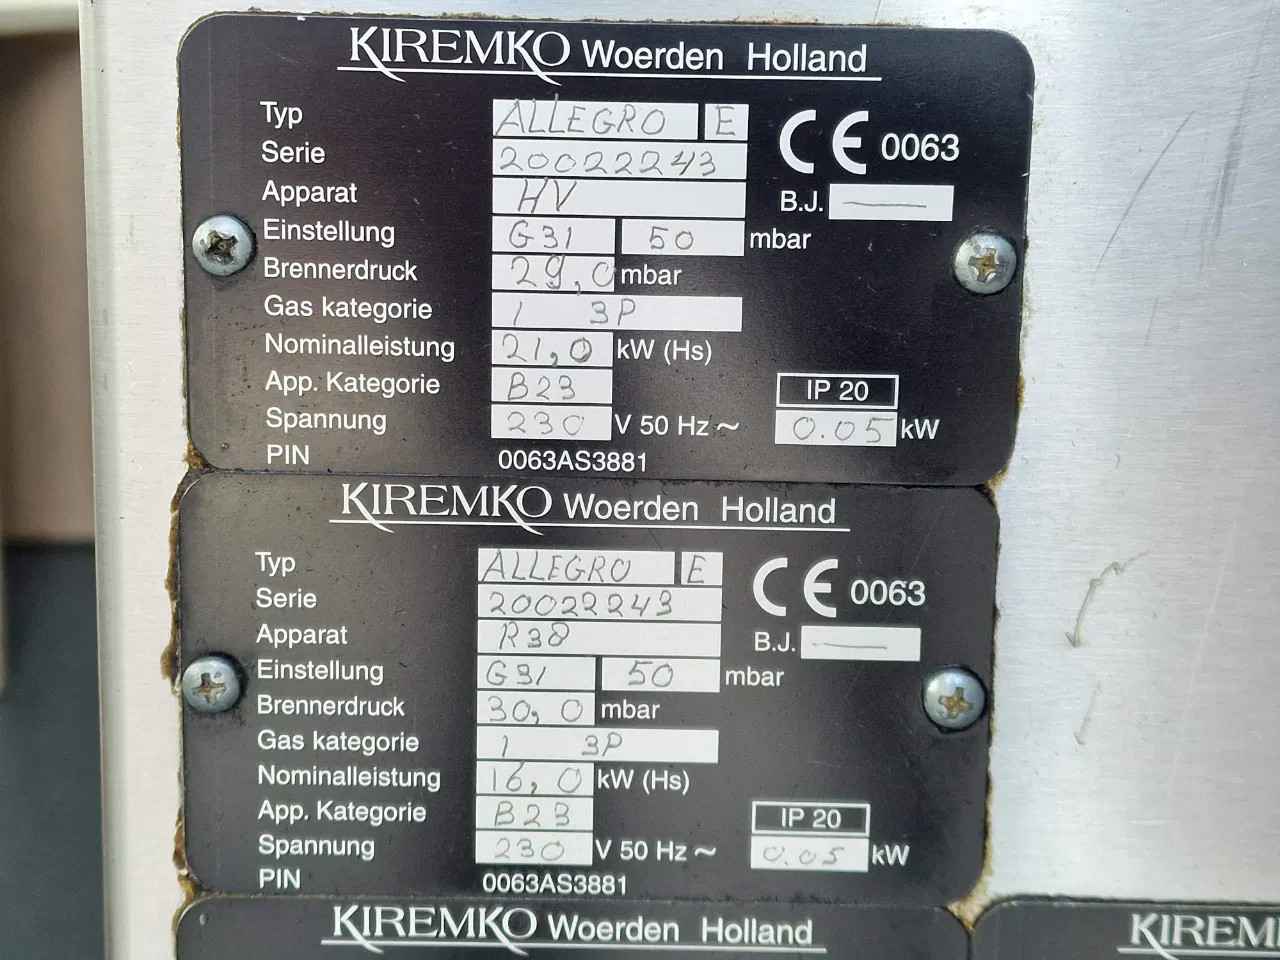 KIREMKO Woerden Holland
Typ ALLEGRO E
CE 0063
Serie 20022243
Apparat HV
B.J. —
Einstellung G31 50 mbar
Brennerdruck 29,0 mbar
Gas kategorie 1 3P
Nominalleistung 21,0 kW (Hs)
App. Kategorie B23 IP 20
Spannung 230 V 50 Hz ~ 0.05 kW
PIN 0063AS3881
KIREMKO Woerden Holland
Typ ALLEGRO E
CE 0063
Serie 20022243
Apparat R38
B.J. —
Einstellung G31 50 mbar
Brennerdruck 30,0 mbar
Gas kategorie 1 3P
Nominalleistung 16,0 kW (Hs)
App. Kategorie B23 IP 20
Spannung 230 V 50 Hz ~ 0.05 kW
PIN 0063AS3881
KIREMKO Woerden Holland
KIREM